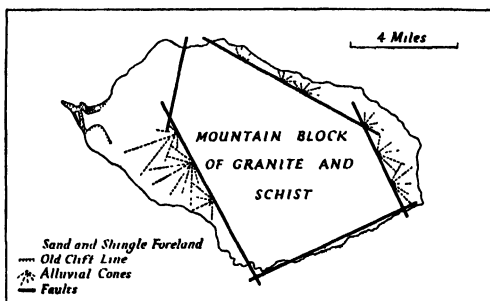 4 Miles
MOUNTAIN BLOCK
OF GRANITE AND
SCHIST
Sand and Shingle Foreland
Old Cliff Line
Alluvial Cones
Faults